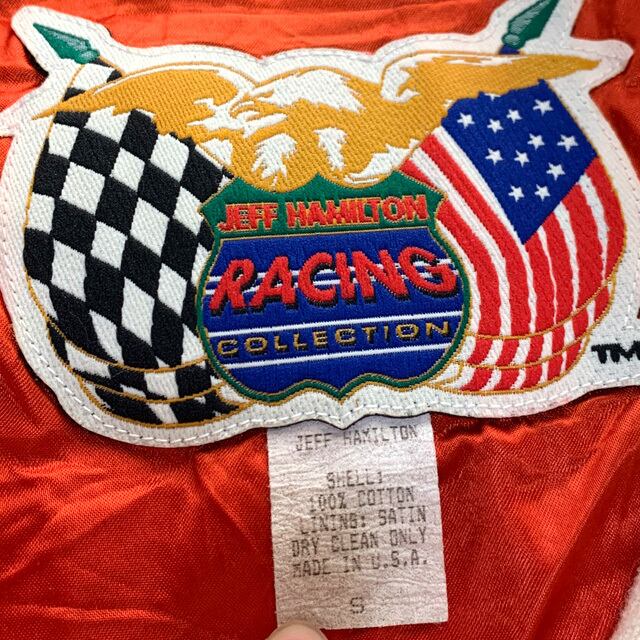 JEFF HAMILTON
RACING
COLLECTION
TM
JEFF HAMILTON
SHELL:
100% COTTON
LINING: SATIN
DRY CLEAN ONLY
MADE IN U.S.A.
S